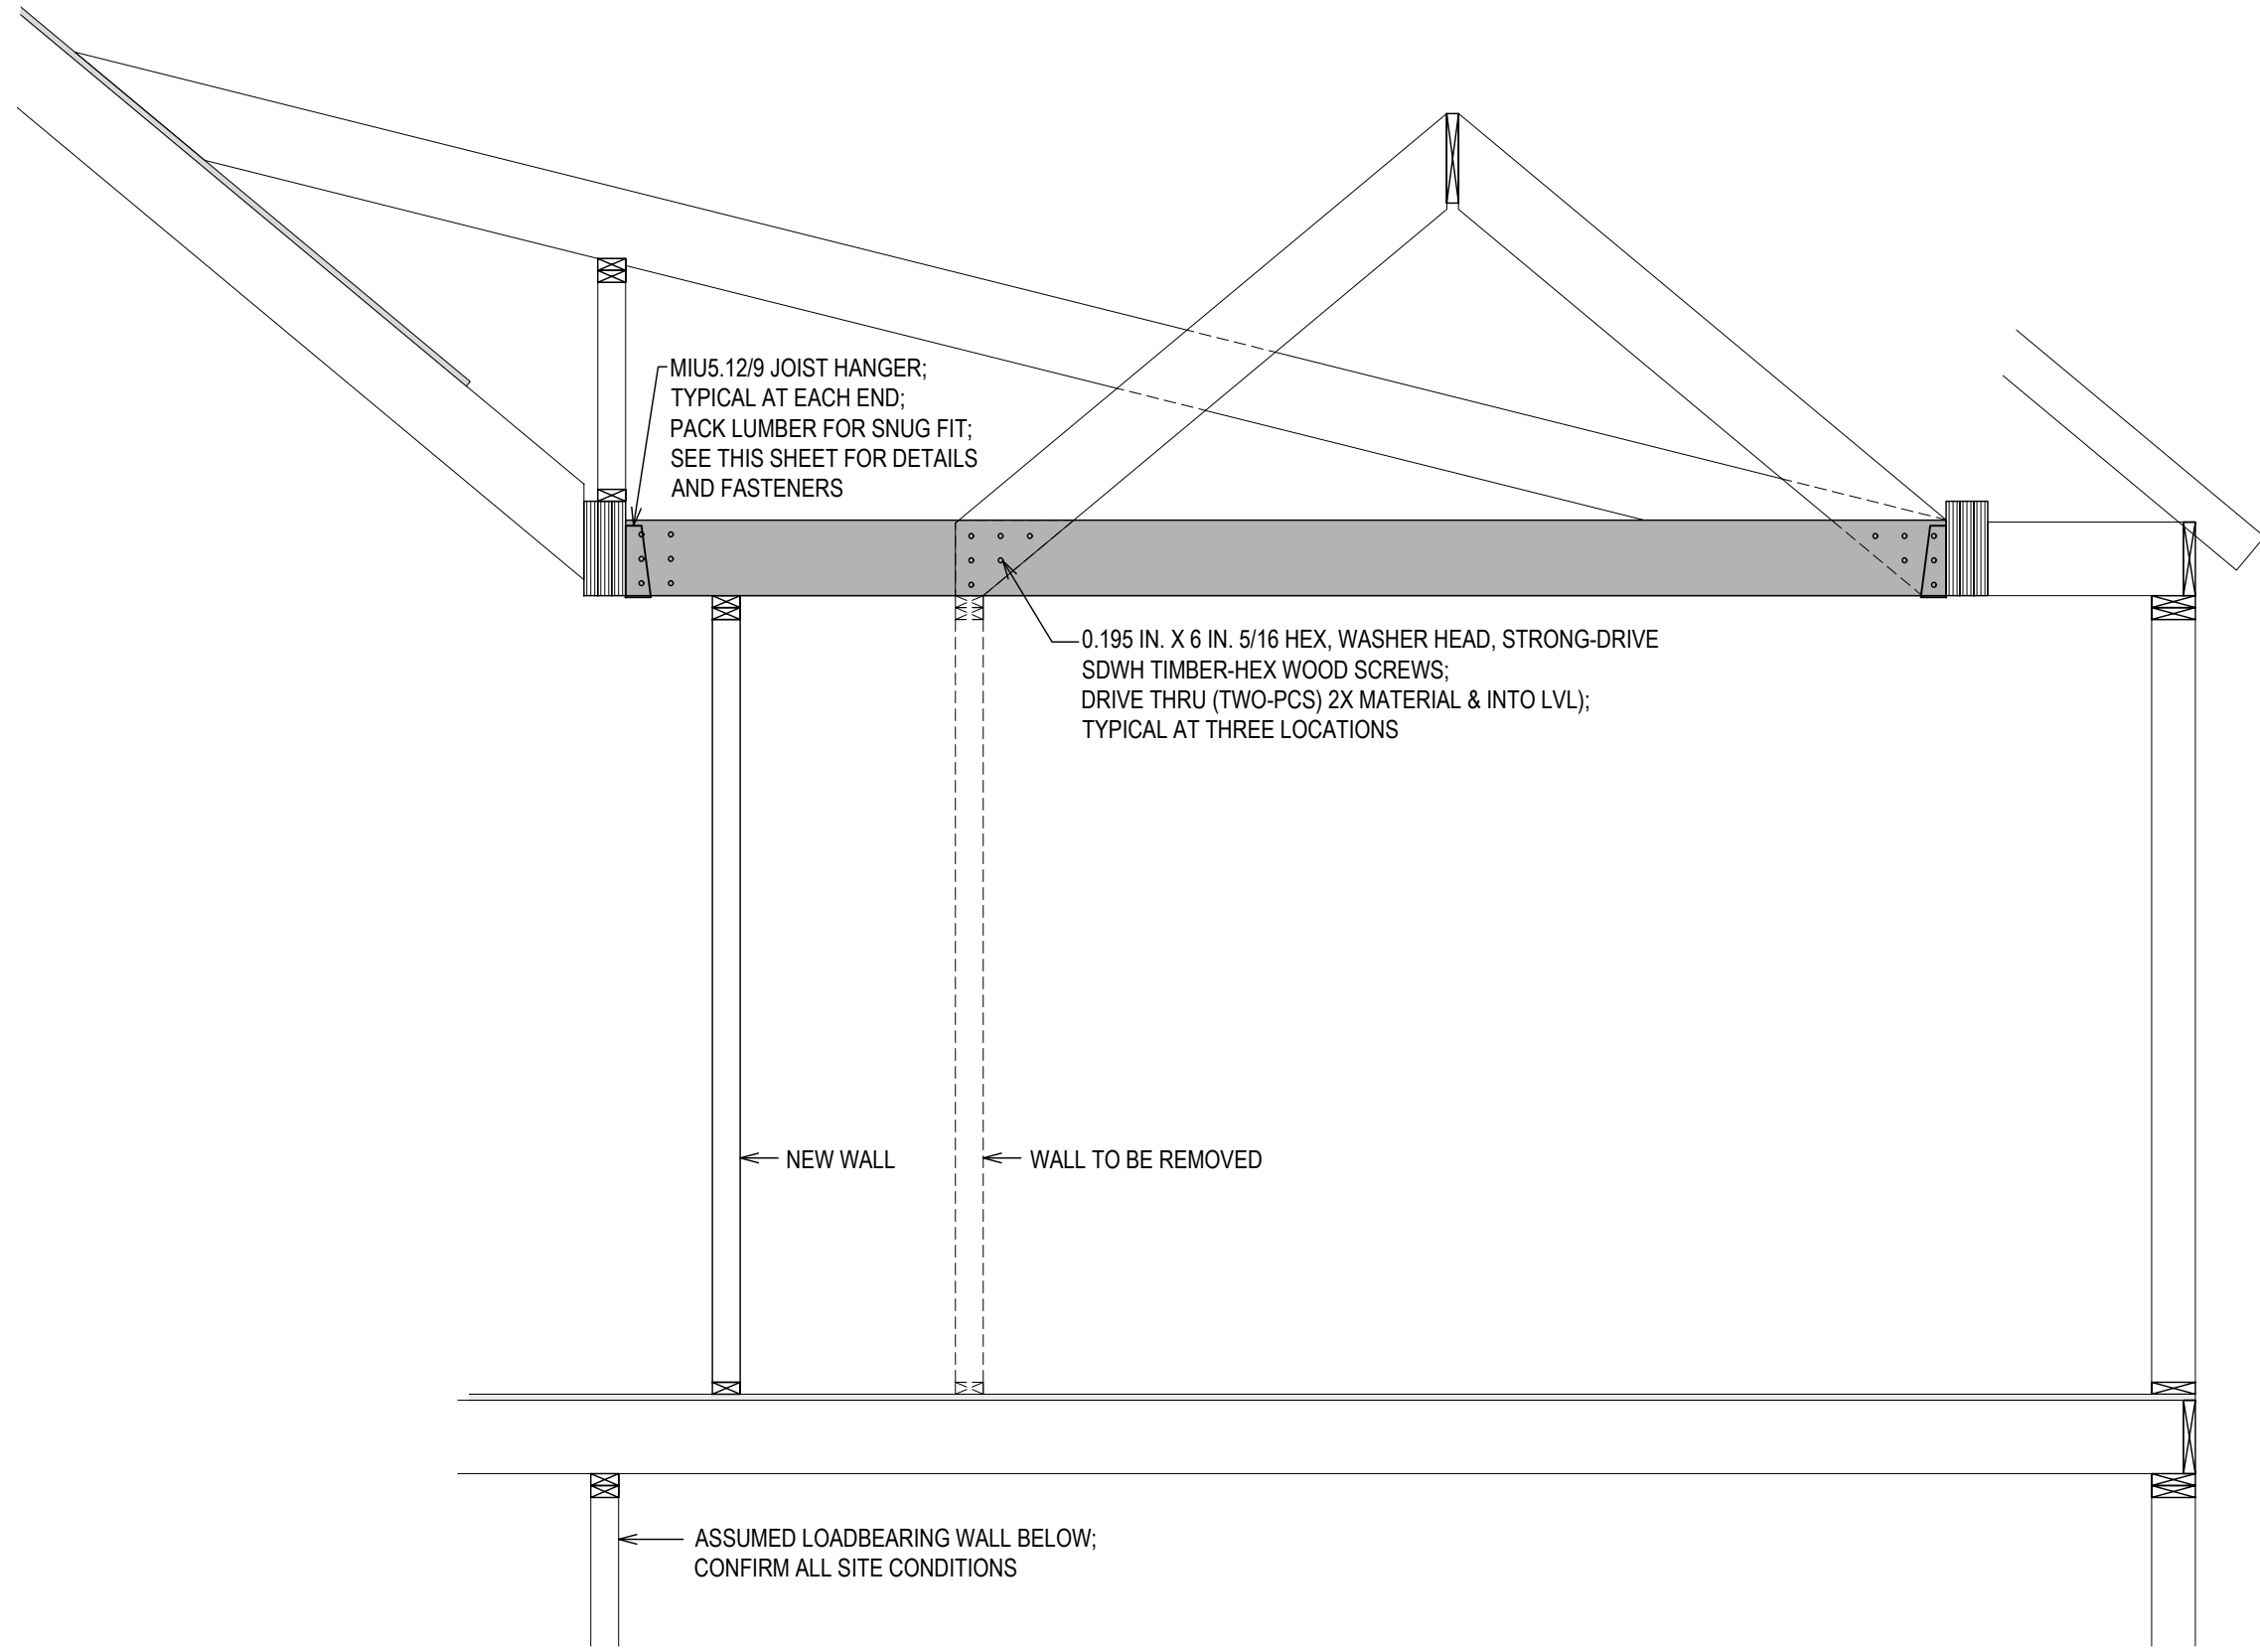 MIU5.12/9 JOIST HANGER;
TYPICAL AT EACH END;
PACK LUMBER FOR SNUG FIT;
SEE THIS SHEET FOR DETAILS
AND FASTENERS
0.195 IN. X 6 IN. 5/16 HEX, WASHER HEAD, STRONG-DRIVE
SDWH TIMBER-HEX WOOD SCREWS;
DRIVE THRU (TWO-PCS) 2X MATERIAL & INTO LVL);
TYPICAL AT THREE LOCATIONS
NEW WALL
WALL TO BE REMOVED
ASSUMED LOADBEARING WALL BELOW;
CONFIRM ALL SITE CONDITIONS